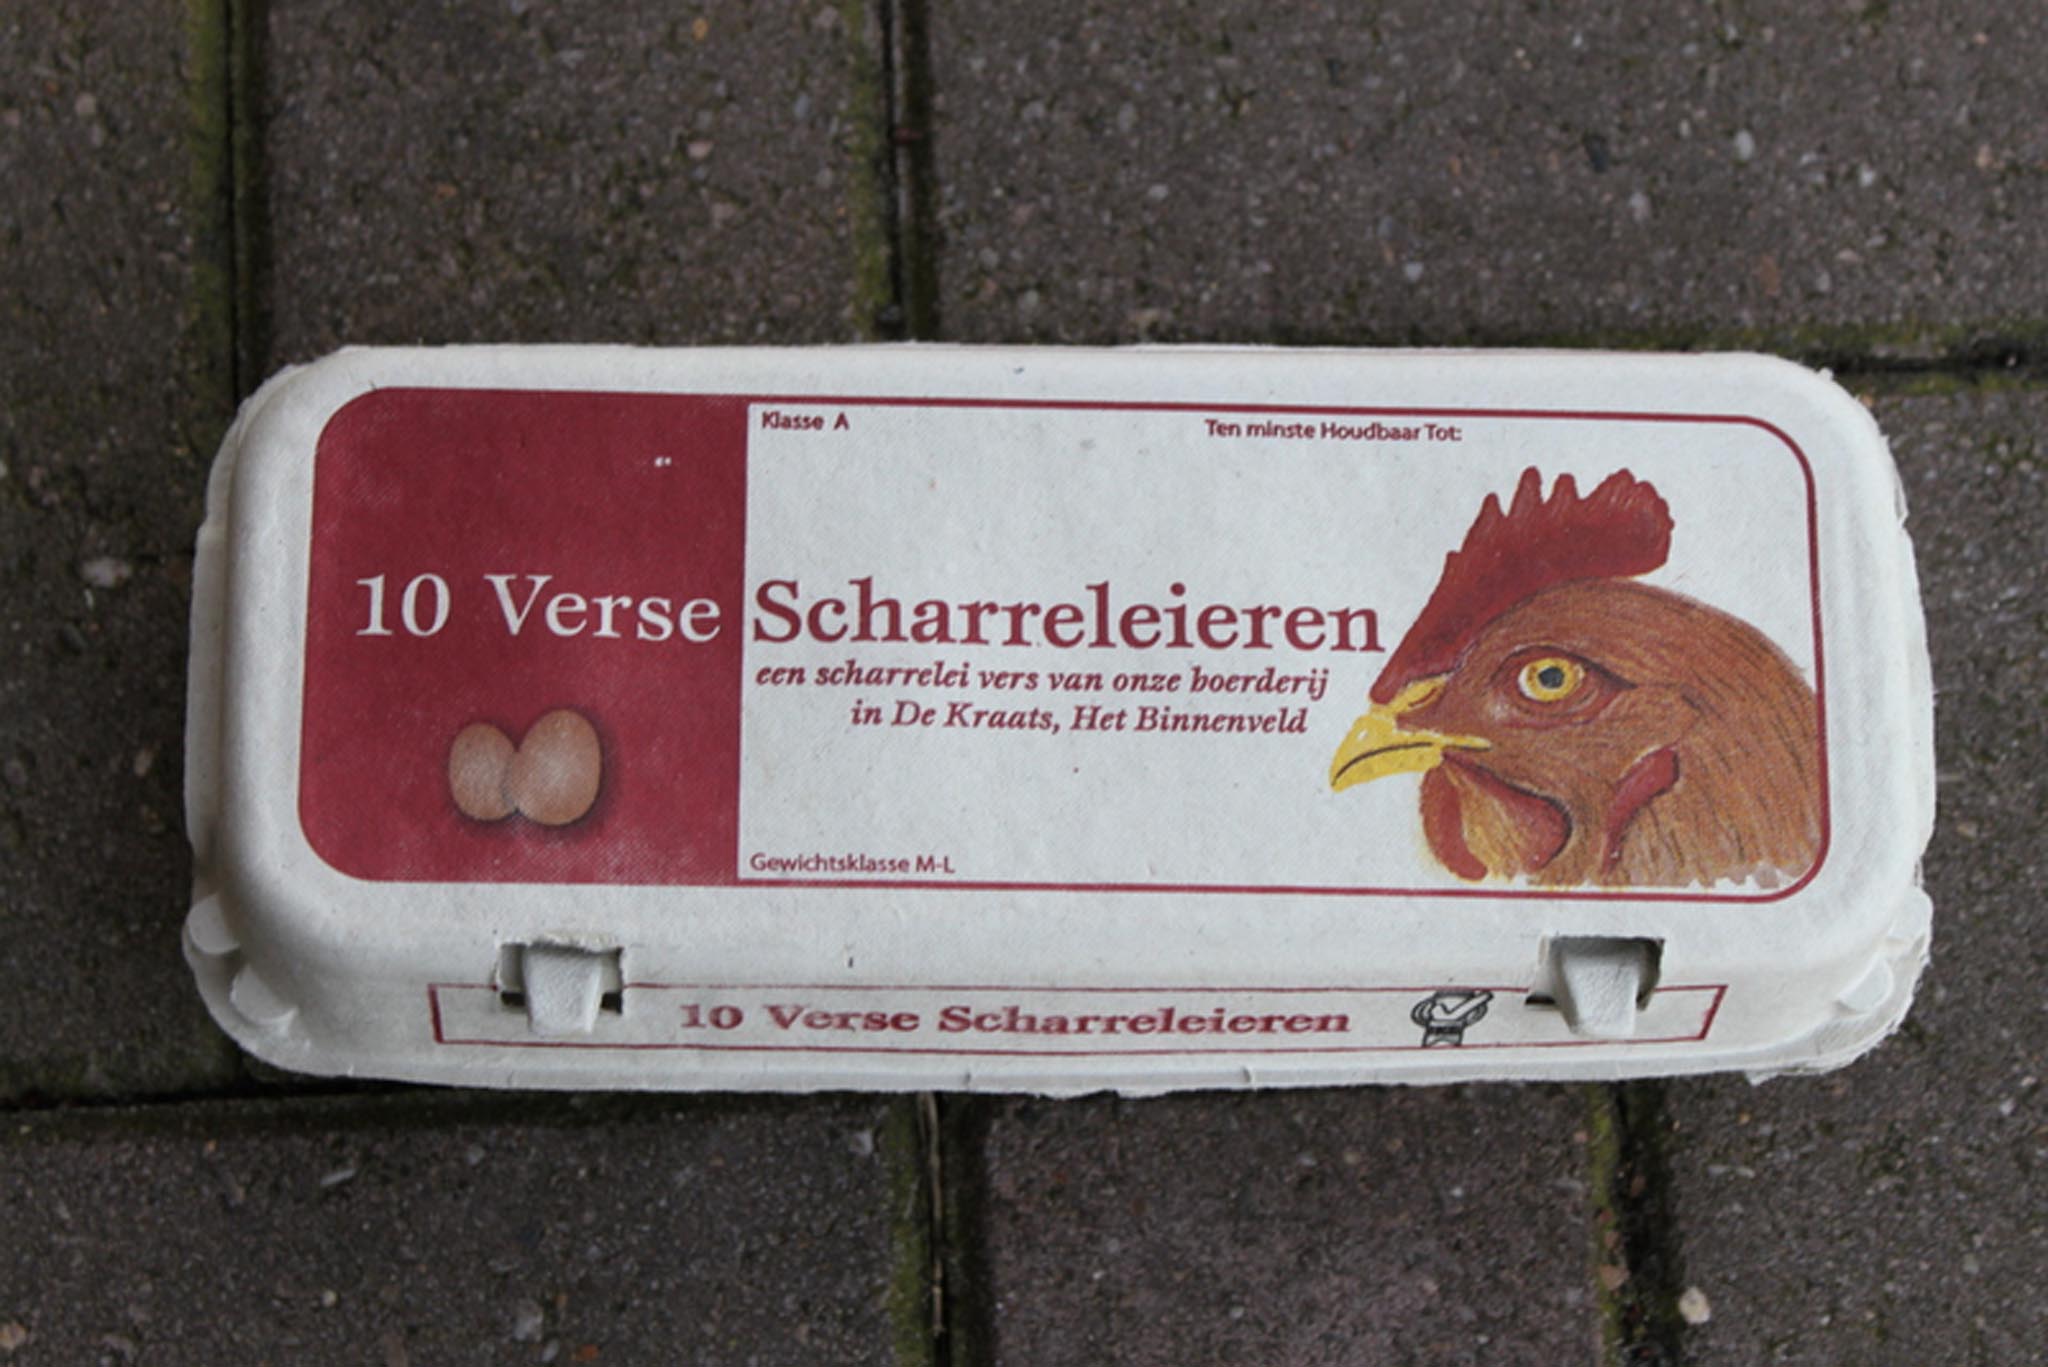 Klasse A
Ten minste Houdbaar Tot:
10 Verse Scharreleieren
een scharrelei vers van onze boerderij
in De Kraats, Het Binnenveld
Gewichtsklasse M-L
10 Verse Scharreleieren